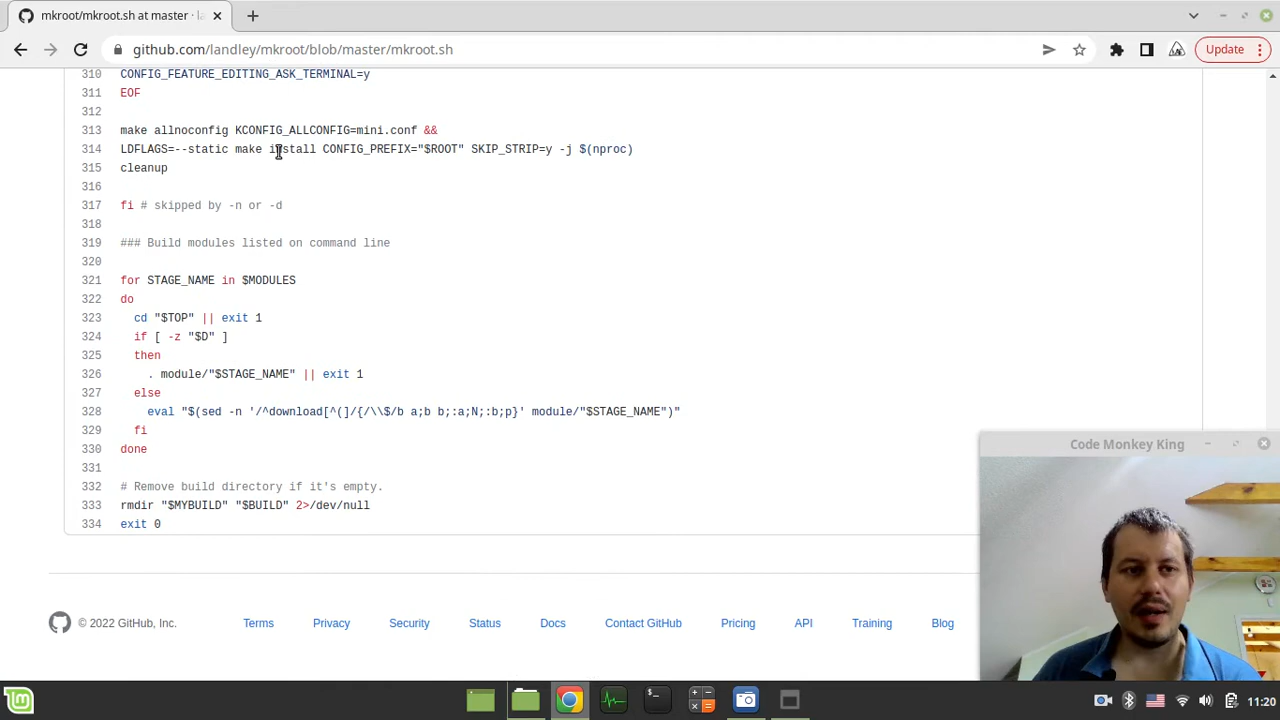 mkroot/mkroot.sh at master · la
github.com/landley/mkroot/blob/master/mkroot.sh
Update
310 CONFIG_FEATURE_EDITING_ASK_TERMINAL=y
311 EOF
312
313 make allnoconfig KCONFIG_ALLCONFIG=mini.conf &&
314 LDFLAGS=--static make install CONFIG_PREFIX="$ROOT" SKIP_STRIP=y -j $(nproc)
315 cleanup
316
317 fi # skipped by -n or -d
318
319 ### Build modules listed on command line
320
321 for STAGE_NAME in $MODULES
322 do
323 cd "$TOP" || exit 1
324 if [ -z "$D" ]
325 then
326 . module/"$STAGE_NAME" || exit 1
327 else
328 eval "$(sed -n '/^download[^(]/{/\\$/b a;b b;:a;N;:b;p}' module/"$STAGE_NAME")"
329 fi
330 done
331
332 # Remove build directory if it's empty.
333 rmdir "$MYBUILD" "$BUILD" 2>/dev/null
334 exit 0
Code Monkey King
© 2022 GitHub, Inc.
Terms
Privacy
Security
Status
Docs
Contact GitHub
Pricing
API
Training
Blog
11:20